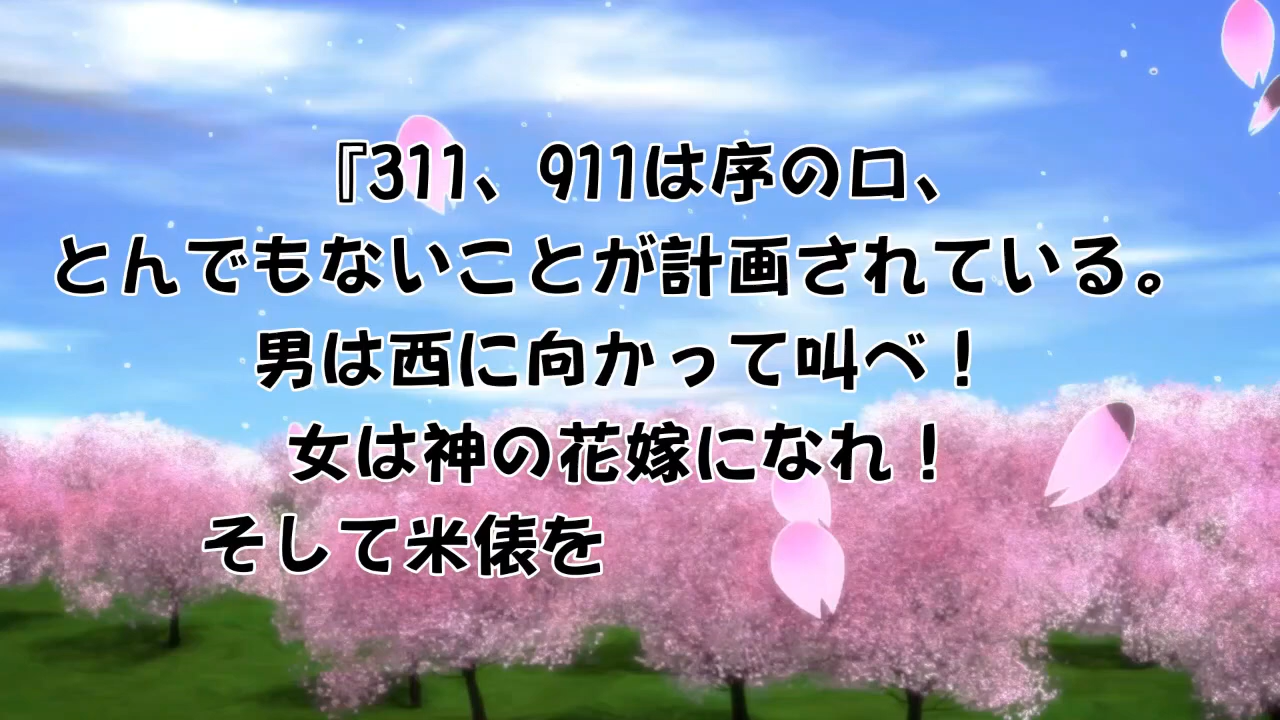 『311、911は序の口、
とんでもないことが計画されている。
男は西に向かって叫べ！
女は神の花嫁になれ！
そして米俵を